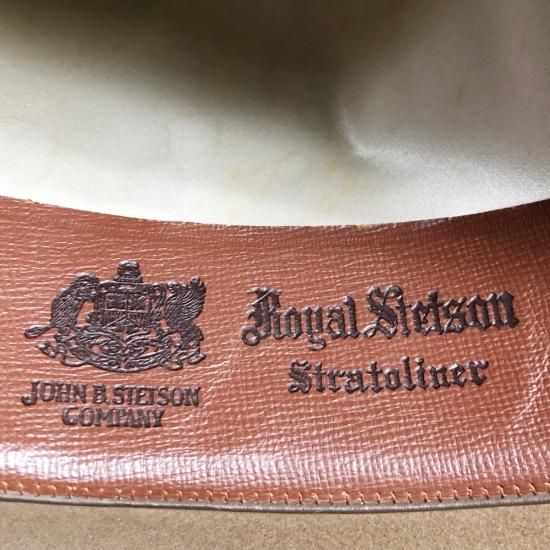 JOHN B. STETSON
COMPANY
Royal Stetson
Stratoliner